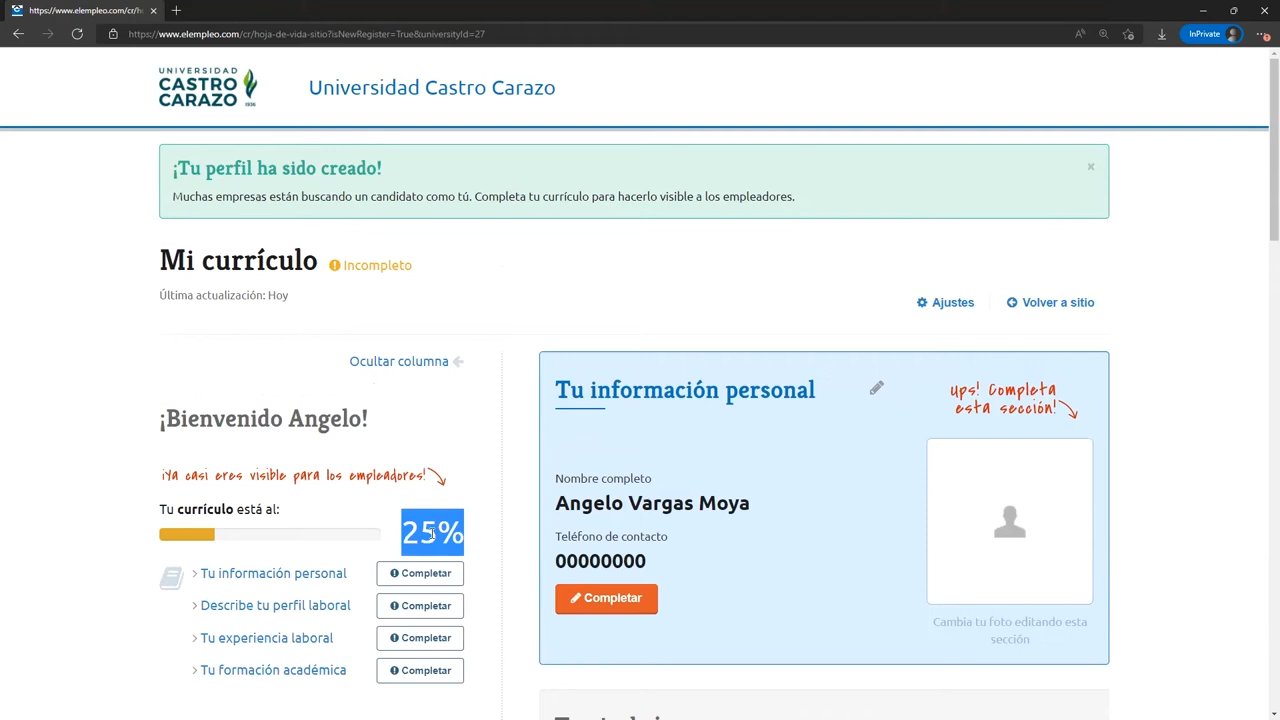 https://www.elempleo.com/cr/h
https://www.elempleo.com/cr/hoja-de-vida-sitio?isNewRegister=True&universityId=27
InPrivate
UNIVERSIDAD
CASTRO
CARAZO
1936
Universidad Castro Carazo
¡Tu perfil ha sido creado!
Muchas empresas están buscando un candidato como tú. Completa tu currículo para hacerlo visible a los empleadores.
Mi currículo
Incompleto
Última actualización: Hoy
Ajustes
Volver a sitio
Ocultar columna
¡Bienvenido Angelo!
¡Ya casi eres visible para los empleadores!
Tu currículo está al:
25%
Tu información personal
Completar
Describe tu perfil laboral
Completar
Tu experiencia laboral
Completar
Tu formación académica
Completar
Tu información personal
Ups! Completa
esta sección!
Nombre completo
Angelo Vargas Moya
Teléfono de contacto
00000000
Completar
Cambia tu foto editando esta
sección